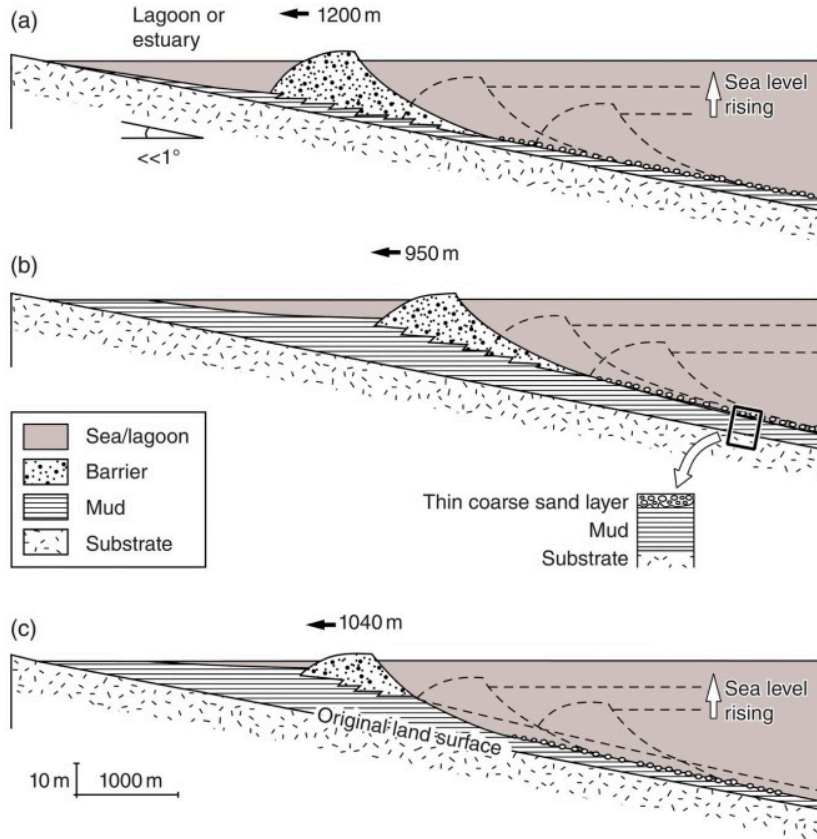 (a)
Lagoon or
estuary
1200 m
Sea level
rising
<<1°
(b)
950 m
Sea/lagoon
Barrier
Mud
Substrate
Thin coarse sand layer
Mud
Substrate
(c)
1040 m
Sea level
rising
Original land surface
10 m
1000 m